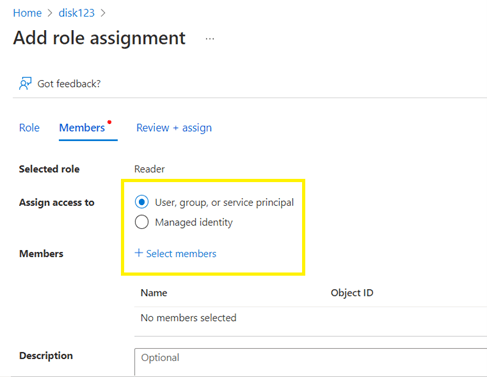 Home > disk123 >
Add role assignment ...
Got feedback?
Role Members Review + assign
Selected role Reader
Assign access to User, group, or service principal
Managed identity
Members + Select members
Name Object ID
No members selected
Description Optional